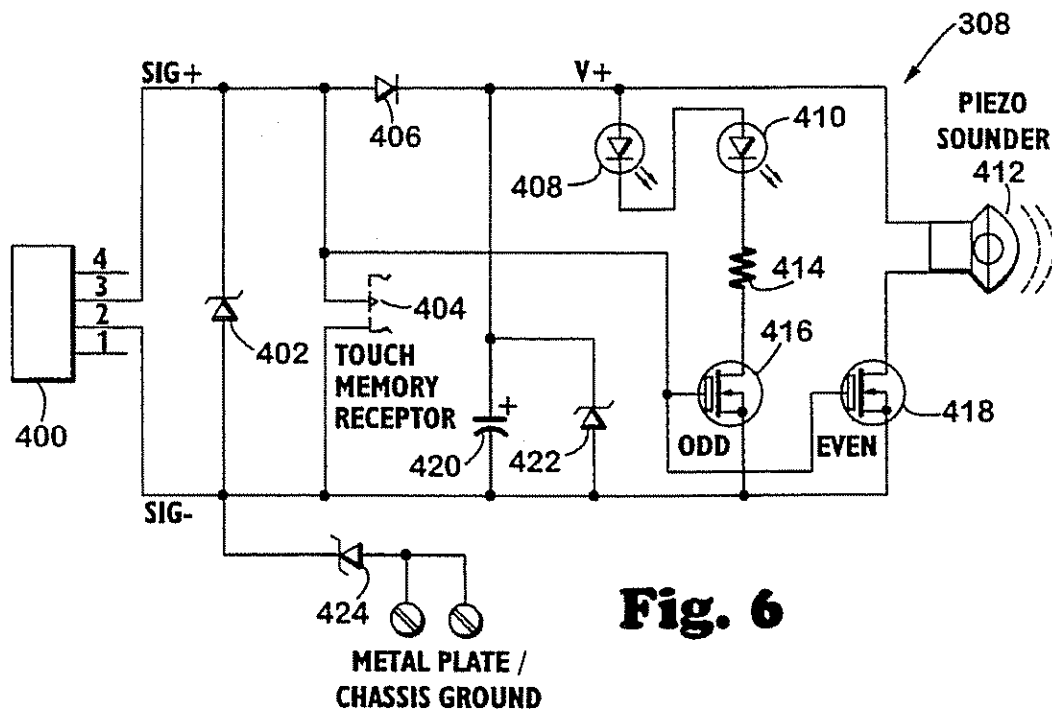 308
SIG+
V+
406
410
408
PIEZO
SOUNDER
412
4
3
2
1
400
402
404
TOUCH
MEMORY
RECEPTOR
414
416
418
420
+
422
ODD
EVEN
SIG-
424
METAL PLATE /
CHASSIS GROUND
Fig. 6